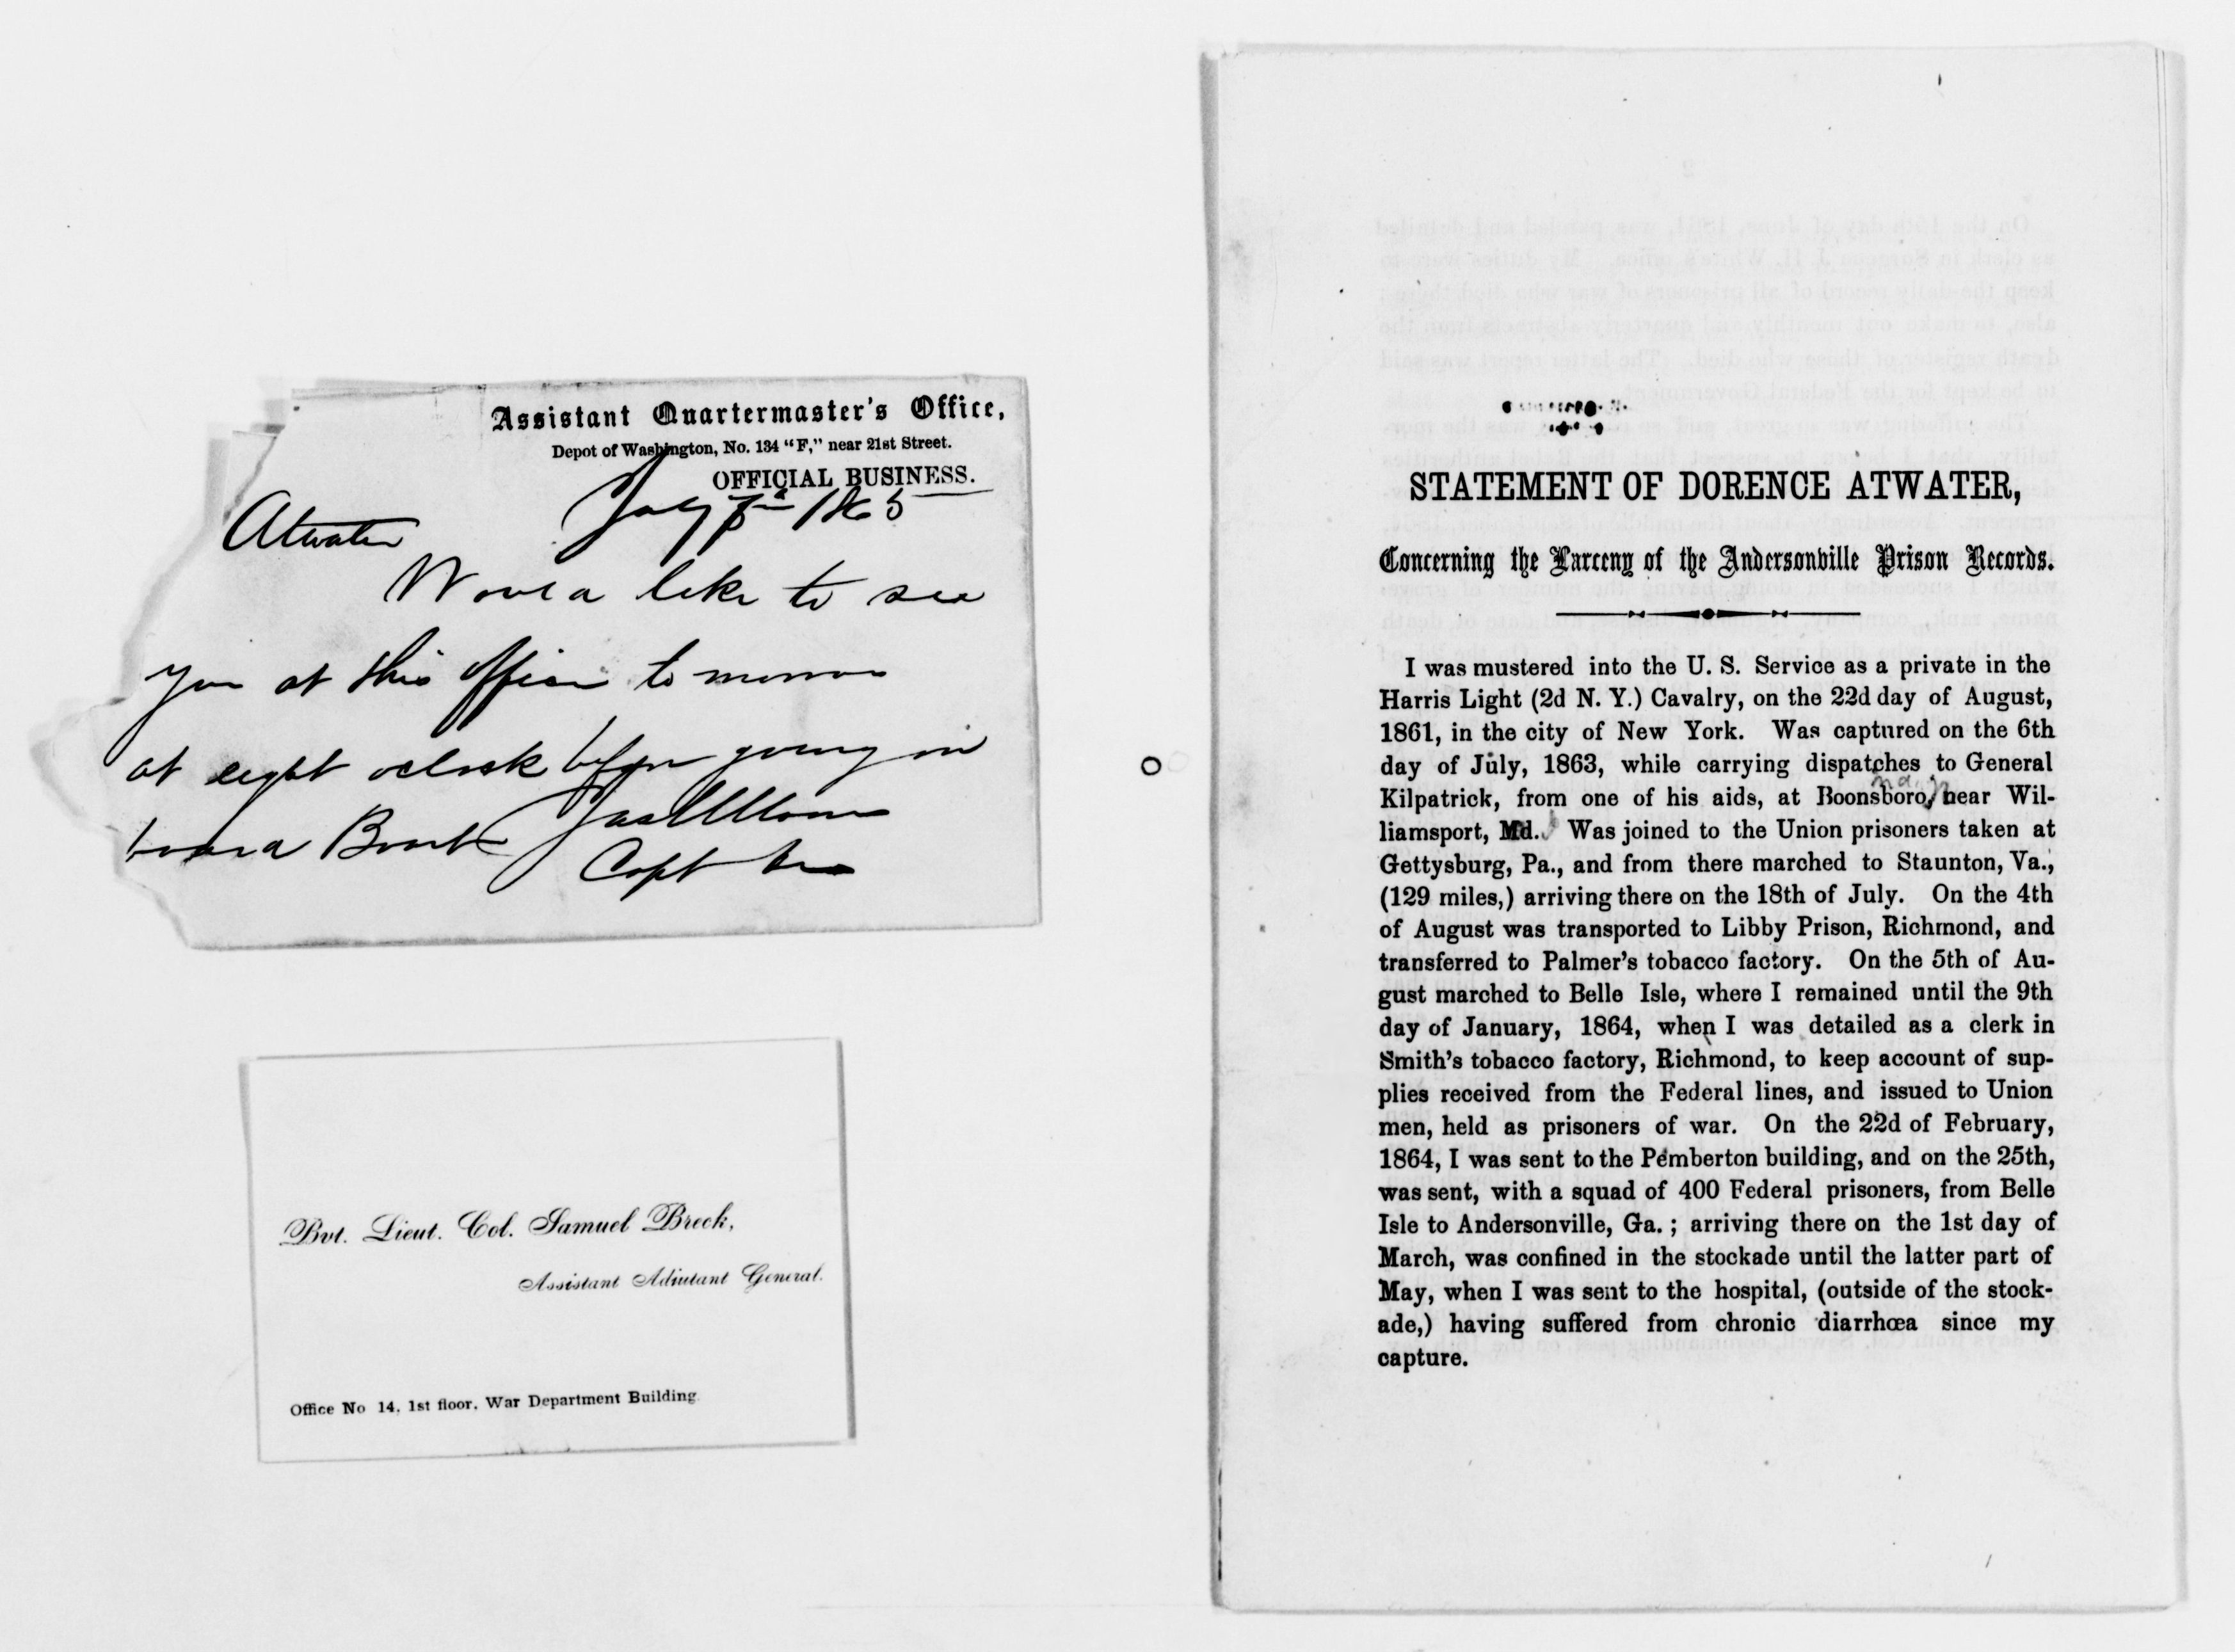 Assistant Quartermaster's Office,
Depot of Washington, No. 134 "F," near 21st Street.
OFFICIAL BUSINESS.
July 7th 1865
Atwater
Would like to see
you at this office to morrow
at eight oclock before going on
board Boat
Capt
Bvt. Lieut. Col. Samuel Breck,
Assistant Adjutant General.
Office No 14, 1st floor, War Department Building.
STATEMENT OF DORENCE ATWATER,
Concerning the Larceny of the Andersonville Prison Records.
I was mustered into the U. S. Service as a private in the
Harris Light (2d N. Y.) Cavalry, on the 22d day of August,
1861, in the city of New York. Was captured on the 6th
day of July, 1863, while carrying dispatches to General
Kilpatrick, from one of his aids, at Boonsboro, near Wil-
liamsport, Md. Was joined to the Union prisoners taken at
Gettysburg, Pa., and from there marched to Staunton, Va.,
(129 miles,) arriving there on the 18th of July. On the 4th
of August was transported to Libby Prison, Richmond, and
transferred to Palmer's tobacco factory. On the 5th of Au-
gust marched to Belle Isle, where I remained until the 9th
day of January, 1864, when I was detailed as a clerk in
Smith's tobacco factory, Richmond, to keep account of sup-
plies received from the Federal lines, and issued to Union
men, held as prisoners of war. On the 22d of February,
1864, I was sent to the Pemberton building, and on the 25th,
was sent, with a squad of 400 Federal prisoners, from Belle
Isle to Andersonville, Ga. ; arriving there on the 1st day of
March, was confined in the stockade until the latter part of
May, when I was sent to the hospital, (outside of the stock-
ade,) having suffered from chronic diarrhœa since my
capture.